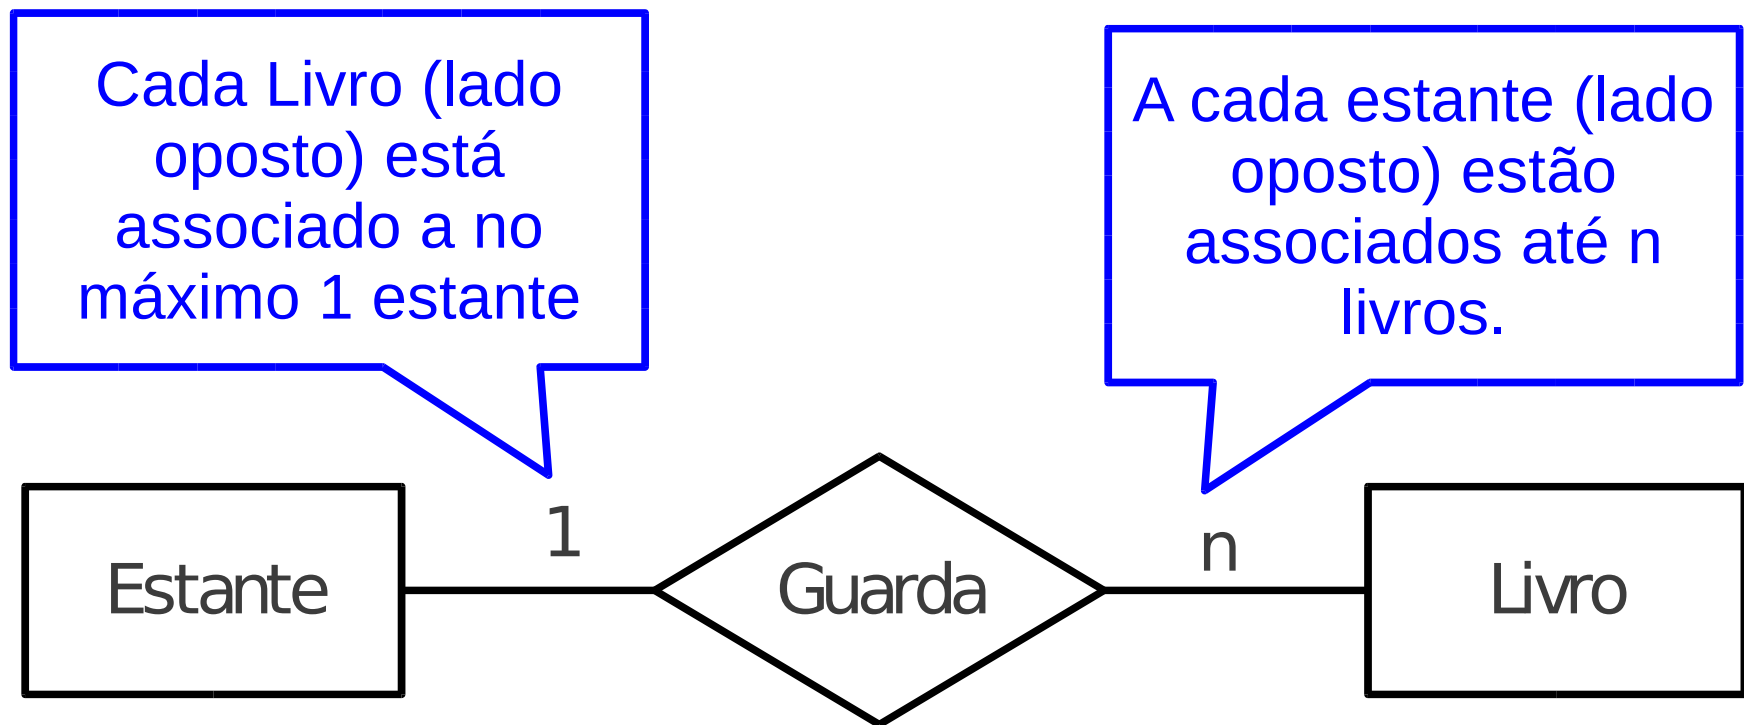 Cada Livro (lado
oposto) está
associado a no
máximo 1 estante
A cada estante (lado
oposto) estão
associados até n
livros.
1
n
Estante
Guarda
Livro